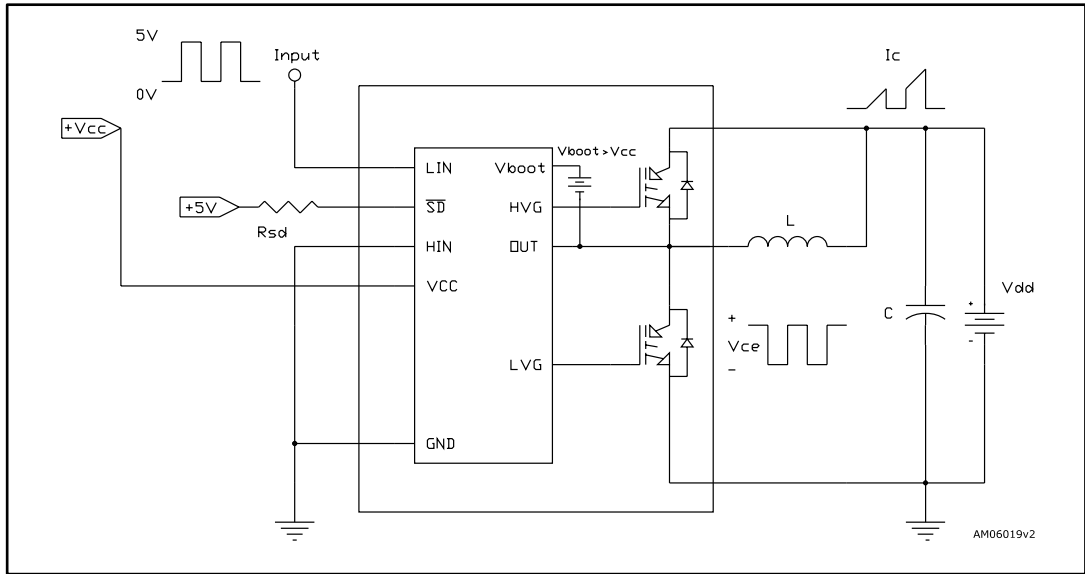 5V
Input
Ic
0V
+Vcc
Vboot>Vcc
LIN
Vboot
+5V
SD
HVG
Rsd
L
HIN
OUT
VCC
Vdd
+
C
+
Vce
-
-
LVG
GND
AM06019v2